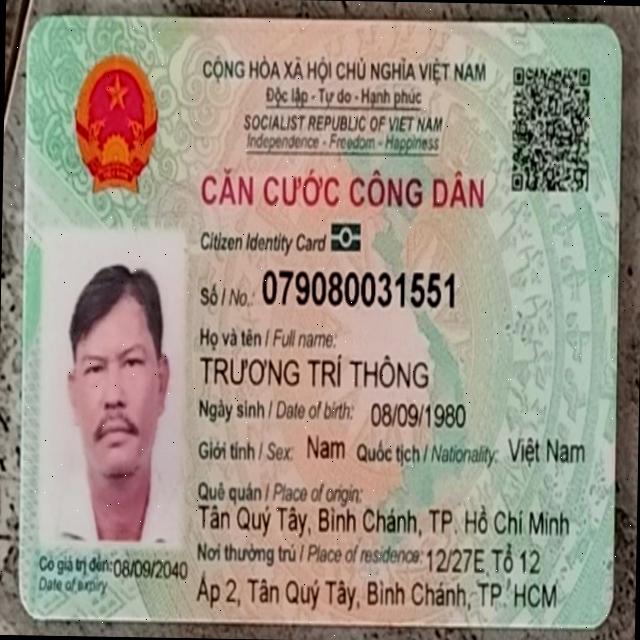 CỘNG HÒA XÃ HỘI CHỦ NGHĨA VIỆT NAM
Độc lập - Tự do - Hạnh phúc
SOCIALIST REPUBLIC OF VIET NAM
Independence - Freedom - Happiness
CĂN CƯỚC CÔNG DÂN
Citizen Identity Card
Số / No.: 079080031551
Họ và tên / Full name:
TRƯƠNG TRÍ THÔNG
Ngày sinh / Date of birth: 08/09/1980
Giới tính / Sex: Nam Quốc tịch / Nationality: Việt Nam
Quê quán / Place of origin:
Tân Quý Tây, Bình Chánh, TP. Hồ Chí Minh
Nơi thường trú / Place of residence: 12/27E Tổ 12
Ấp 2, Tân Quý Tây, Bình Chánh, TP. HCM
Có giá trị đến: 08/09/2040
Date of expiry